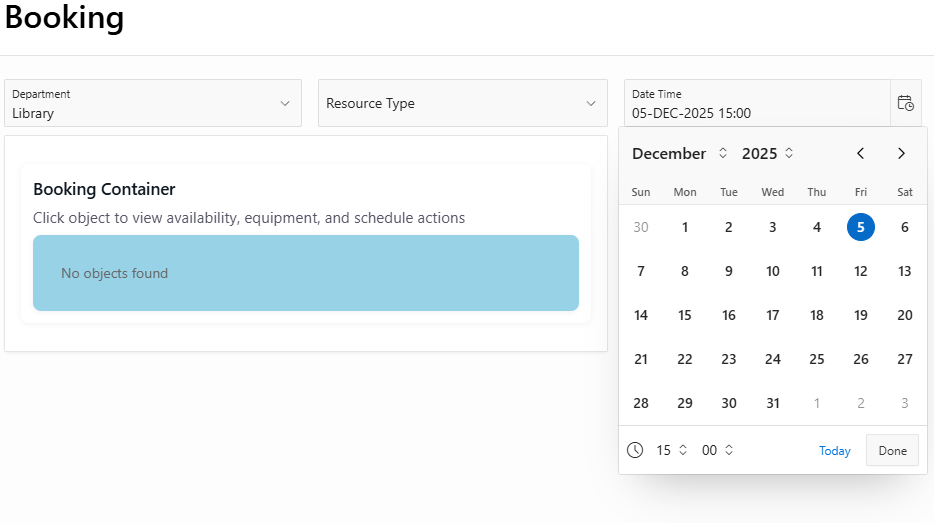 Booking
Department
Library
Resource Type
Date Time
05-DEC-2025 15:00
Booking Container
Click object to view availability, equipment, and schedule actions
No objects found
December 2025
Sun Mon Tue Wed Thu Fri Sat
30 1 2 3 4 5 6
7 8 9 10 11 12 13
14 15 16 17 18 19 20
21 22 23 24 25 26 27
28 29 30 31 1 2 3
15 00 Today Done